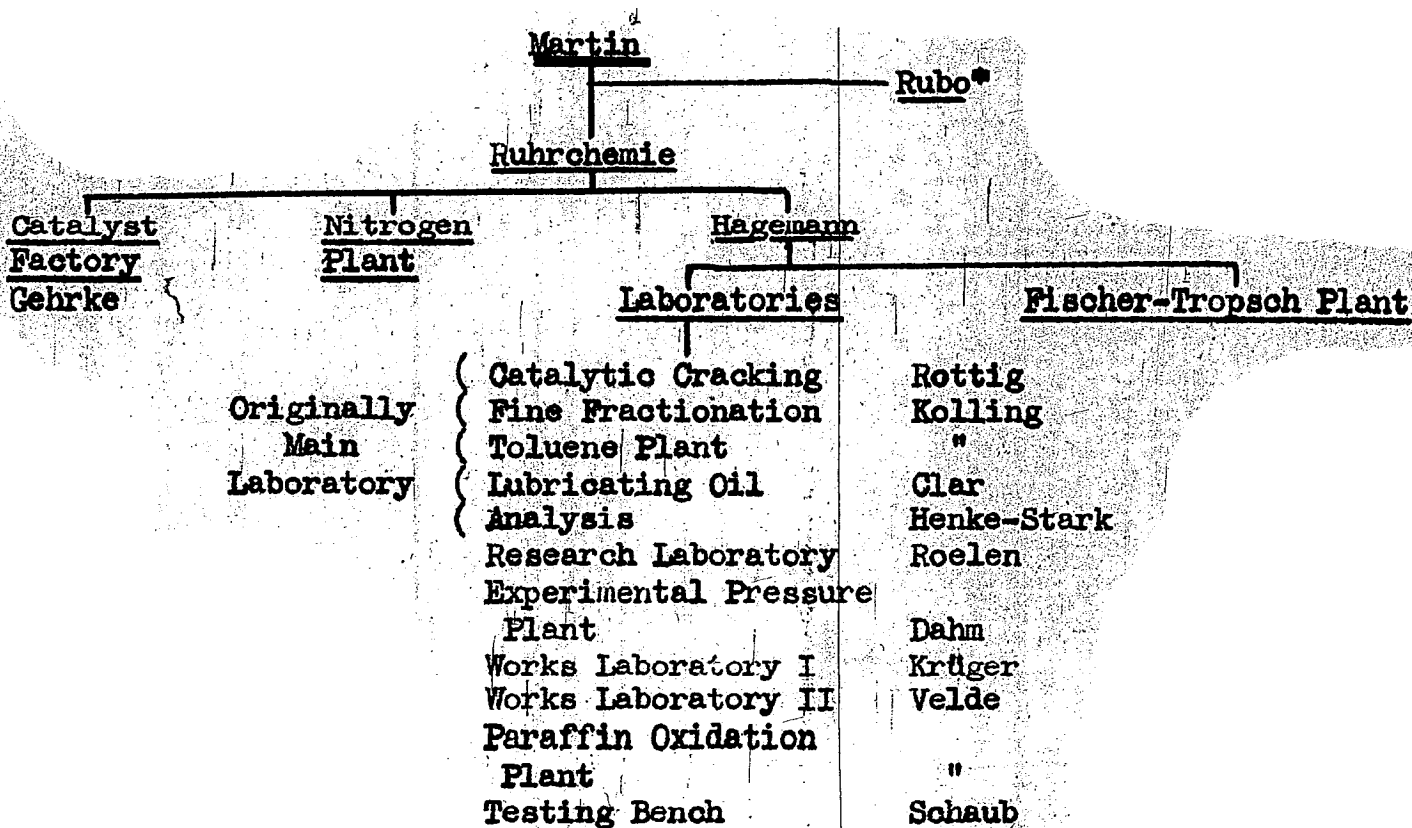 Martin
Rubo*
Ruhrchemie
Catalyst Nitrogen Hagemann
Factory Plant
Gehrke Laboratories Fischer-Tropsch Plant
( Catalytic Cracking Rottig
Originally ( Fine Fractionation Kolling
Main ( Toluene Plant "
Laboratory ( Lubricating Oil Clar
( Analysis Henke-Stark
Research Laboratory Roelen
Experimental Pressure
Plant Dahm
Works Laboratory I Krüger
Works Laboratory II Velde
Paraffin Oxidation
Plant "
Testing Bench Schaub